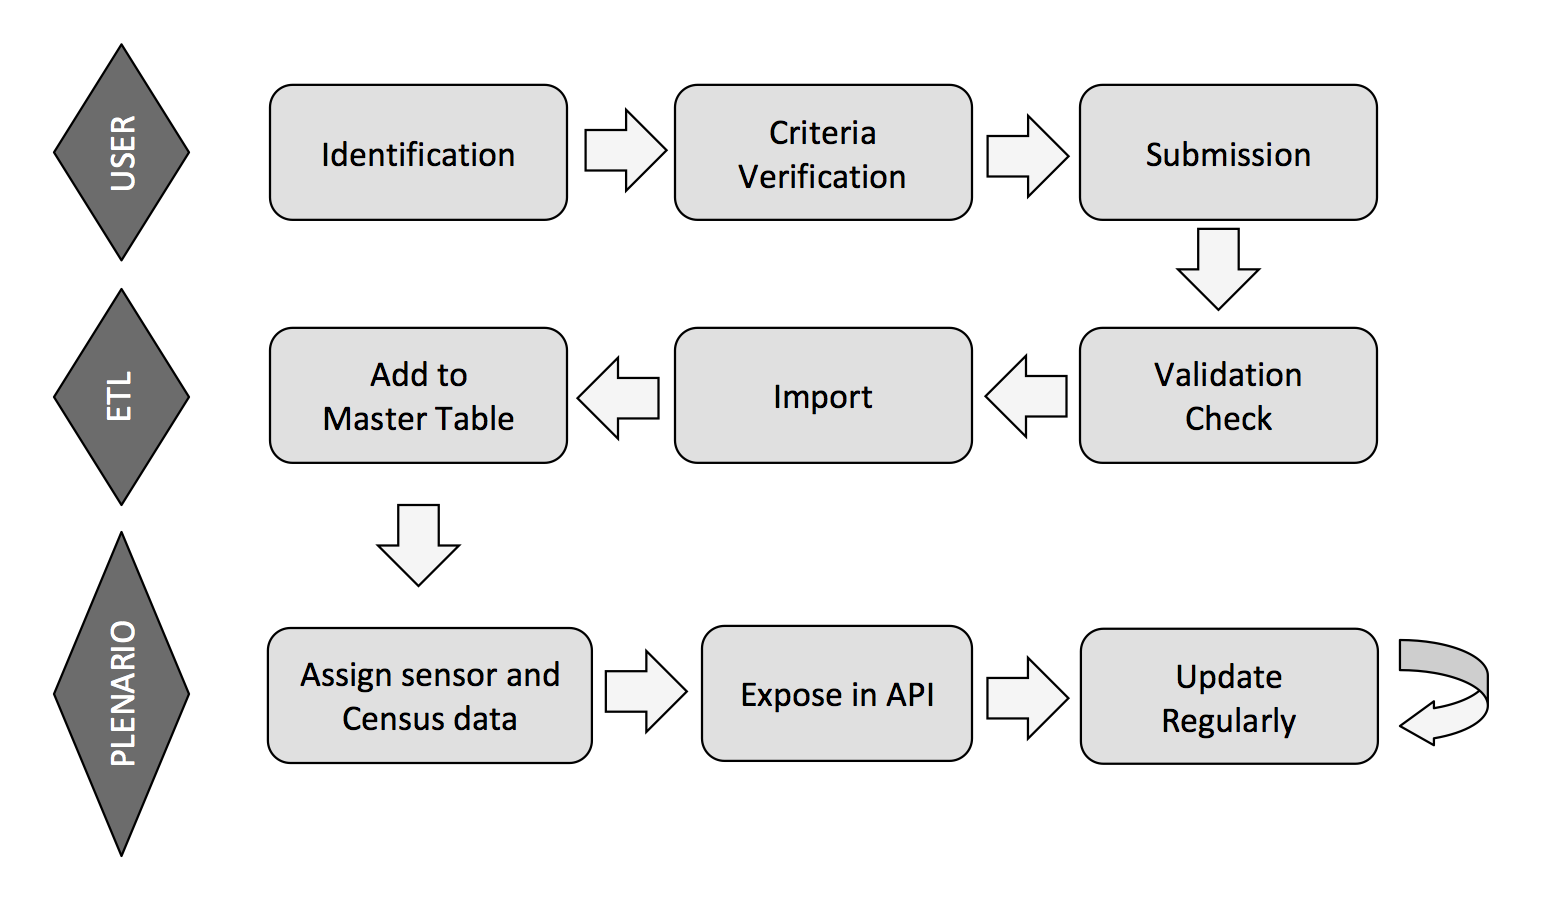 USER
Identification
Criteria
Verification
Submission
ETL
Add to
Master Table
Import
Validation
Check
PLENARIO
Assign sensor and
Census data
Expose in API
Update
Regularly